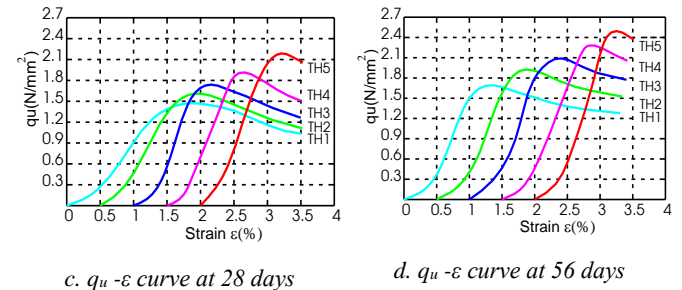 qu(N/mm²)
2.7
2.4
2.1
1.8
1.5
1.2
0.9
0.6
0.3
TH5
TH4
TH3
TH2
TH1
0 0.5 1 1.5 2 2.5 3 3.5 4
Strain ε(%)
c. qu -ε curve at 28 days
qu(N/mm²)
2.7
2.4
2.1
1.8
1.5
1.2
0.9
0.6
0.3
TH5
TH4
TH3
TH2
TH1
0 0.5 1 1.5 2 2.5 3 3.5 4
Strain ε(%)
d. qu -ε curve at 56 days